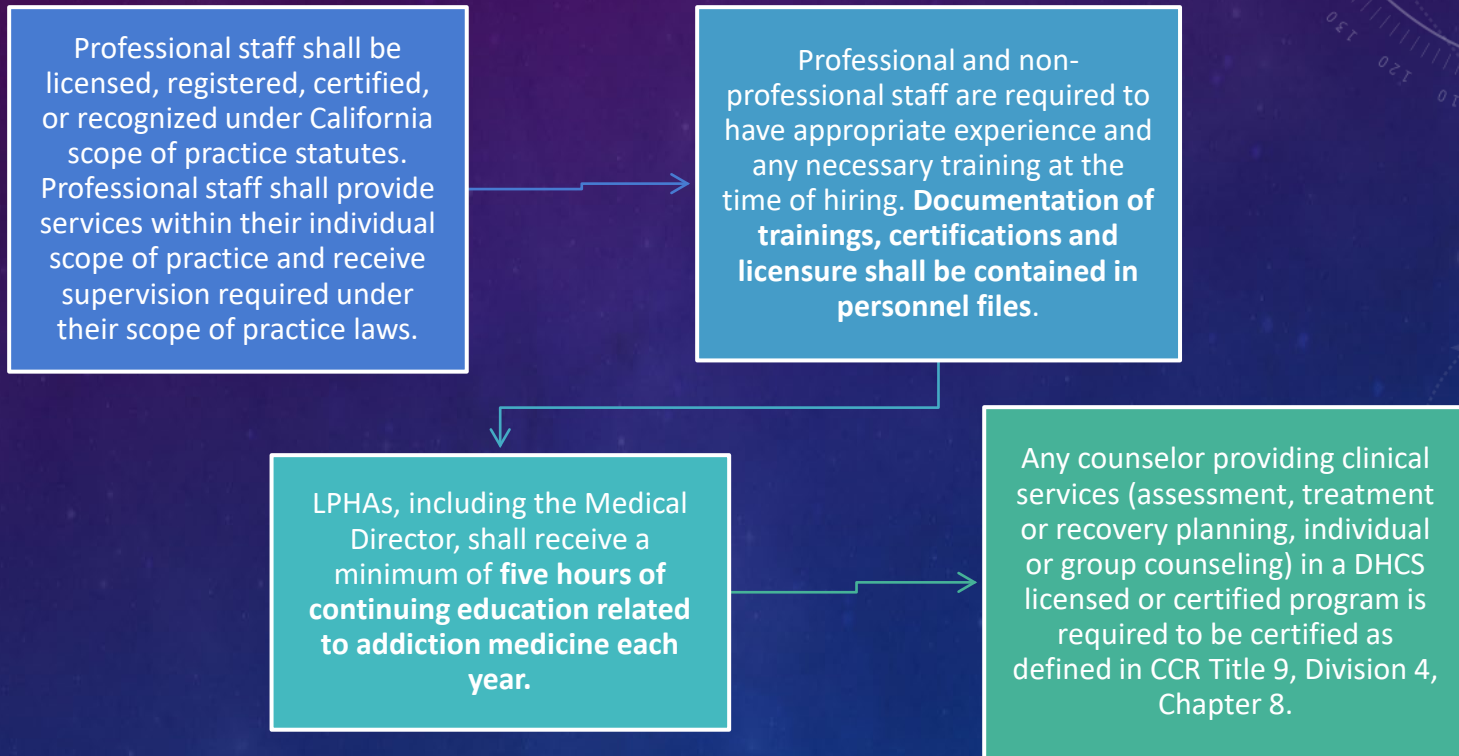 Professional staff shall be
licensed, registered, certified,
or recognized under California
scope of practice statutes.
Professional staff shall provide
services within their individual
scope of practice and receive
supervision required under
their scope of practice laws.
Professional and non-
professional staff are required to
have appropriate experience and
any necessary training at the
time of hiring. Documentation of
trainings, certifications and
licensure shall be contained in
personnel files.
LPHAs, including the Medical
Director, shall receive a
minimum of five hours of
continuing education related
to addiction medicine each
year.
Any counselor providing clinical
services (assessment, treatment
or recovery planning, individual
or group counseling) in a DHCS
licensed or certified program is
required to be certified as
defined in CCR Title 9, Division 4,
Chapter 8.
130
120